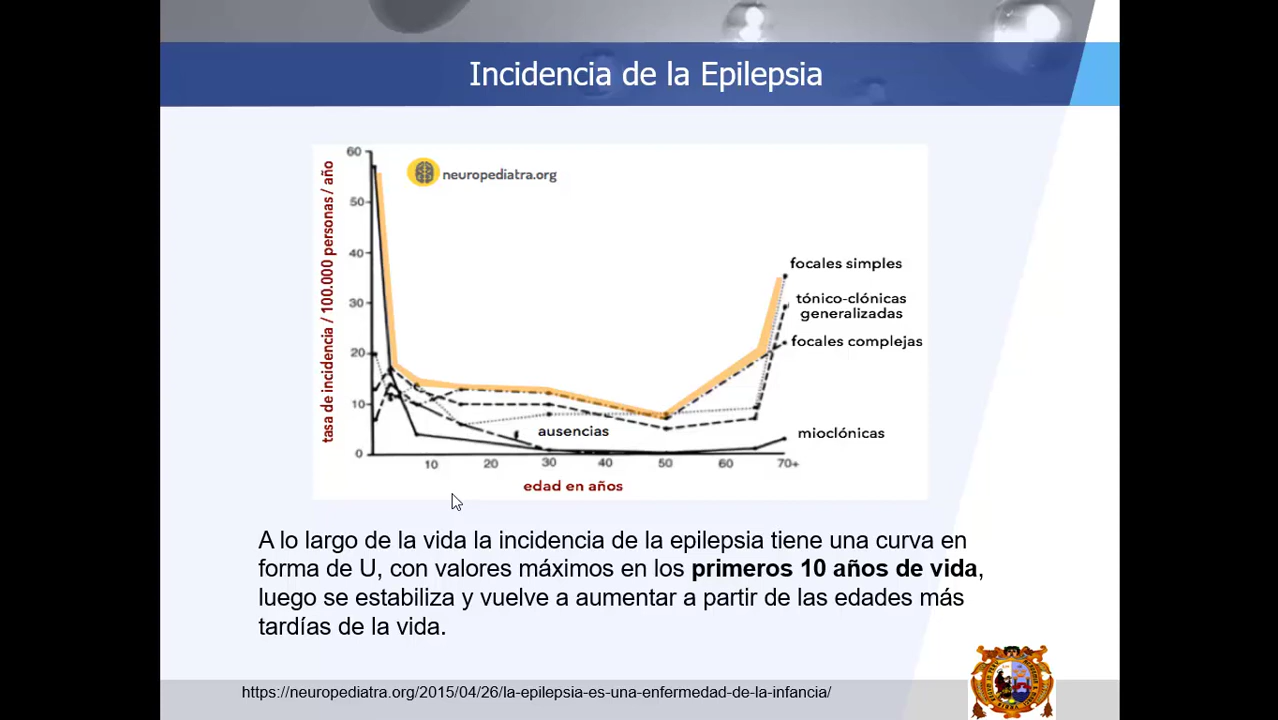 Incidencia de la Epilepsia
neuropediatra.org
tasa de incidencia / 100.000 personas / año
60
50
40
30
20
10
0
focales simples
tónico-clónicas
generalizadas
focales complejas
ausencias
mioclónicas
10 20 30 40 50 60 70+
edad en años
A lo largo de la vida la incidencia de la epilepsia tiene una curva en
forma de U, con valores máximos en los primeros 10 años de vida,
luego se estabiliza y vuelve a aumentar a partir de las edades más
tardías de la vida.
https://neuropediatra.org/2015/04/26/la-epilepsia-es-una-enfermedad-de-la-infancia/